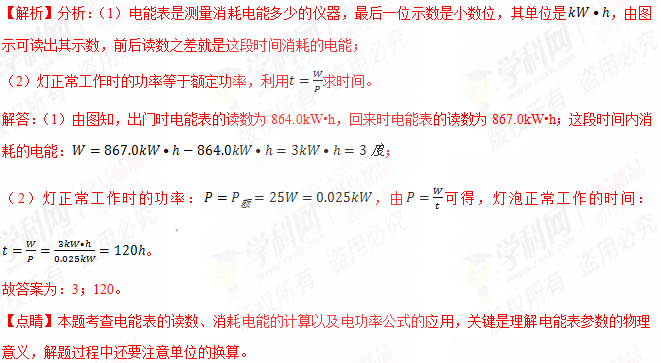 【解析】分析：（1）电能表是测量消耗电能多少的仪器，最后一位示数是小数位，其单位是kW•h，由图
示可读出其示数，前后读数之差就是这段时间消耗的电能；
（2）灯正常工作时的功率等于额定功率，利用t=W/P求时间。
解答：（1）由图知，出门时电能表的读数为 864.0kW•h，回来时电能表的读数为 867.0kW•h；这段时间内消
耗的电能：W=867.0kW•h−864.0kW•h=3kW•h=3度；
（2）灯正常工作时的功率：P=P额=25W=0.025kW，由P=W/t可得，灯泡正常工作的时间：
t=W/P=3kW•h/0.025kW=120h。
故答案为：3；120。
【点睛】本题考查电能表的读数、消耗电能的计算以及电功率公式的应用，关键是理解电能表参数的物理
意义，解题过程中还要注意单位的换算。